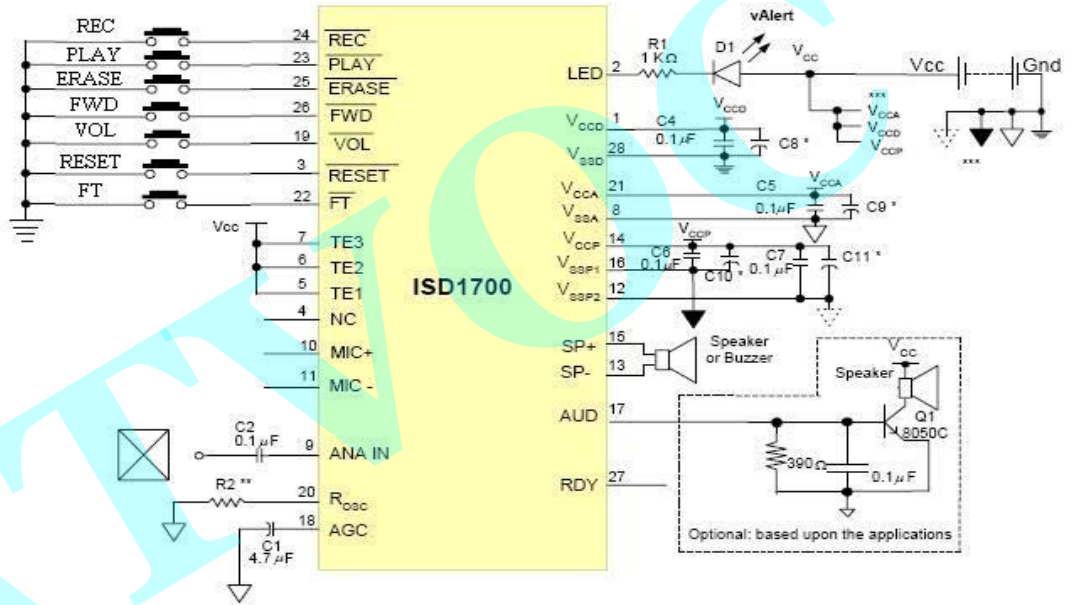 REC
PLAY
ERASE
FWD
VOL
RESET
FT
24 REC
23 PLAY
25 ERASE
26 FWD
19 VOL
3 RESET
22 FT
Vcc
7 TE3
6 TE2
5 TE1
4 NC
10 MIC+
11 MIC -
C2
0.1μF
9 ANA IN
R2 **
20 ROSC
18 AGC
C1
4.7μF
ISD1700
vAlert
R1
1 KΩ
D1
VCC
Vcc
Gnd
LED 2
***
VCCA
VCCD
VCCP
***
VCCD 1
VSSD 28
VCCD
C4
0.1μF
C8 *
VCCA 21
VSSA 8
VCCA
C5
0.1μF
C9 *
VCCP 14
VSSP1 16
VSSP2 12
VCCP
C6
0.1μF
C10 *
C7
0.1μF
C11 *
SP+ 15
SP- 13
Speaker
or Buzzer
AUD 17
RDY 27
VCC
Speaker
Q1
8050C
390Ω
0.1μF
Optional: based upon the applications
TVOC